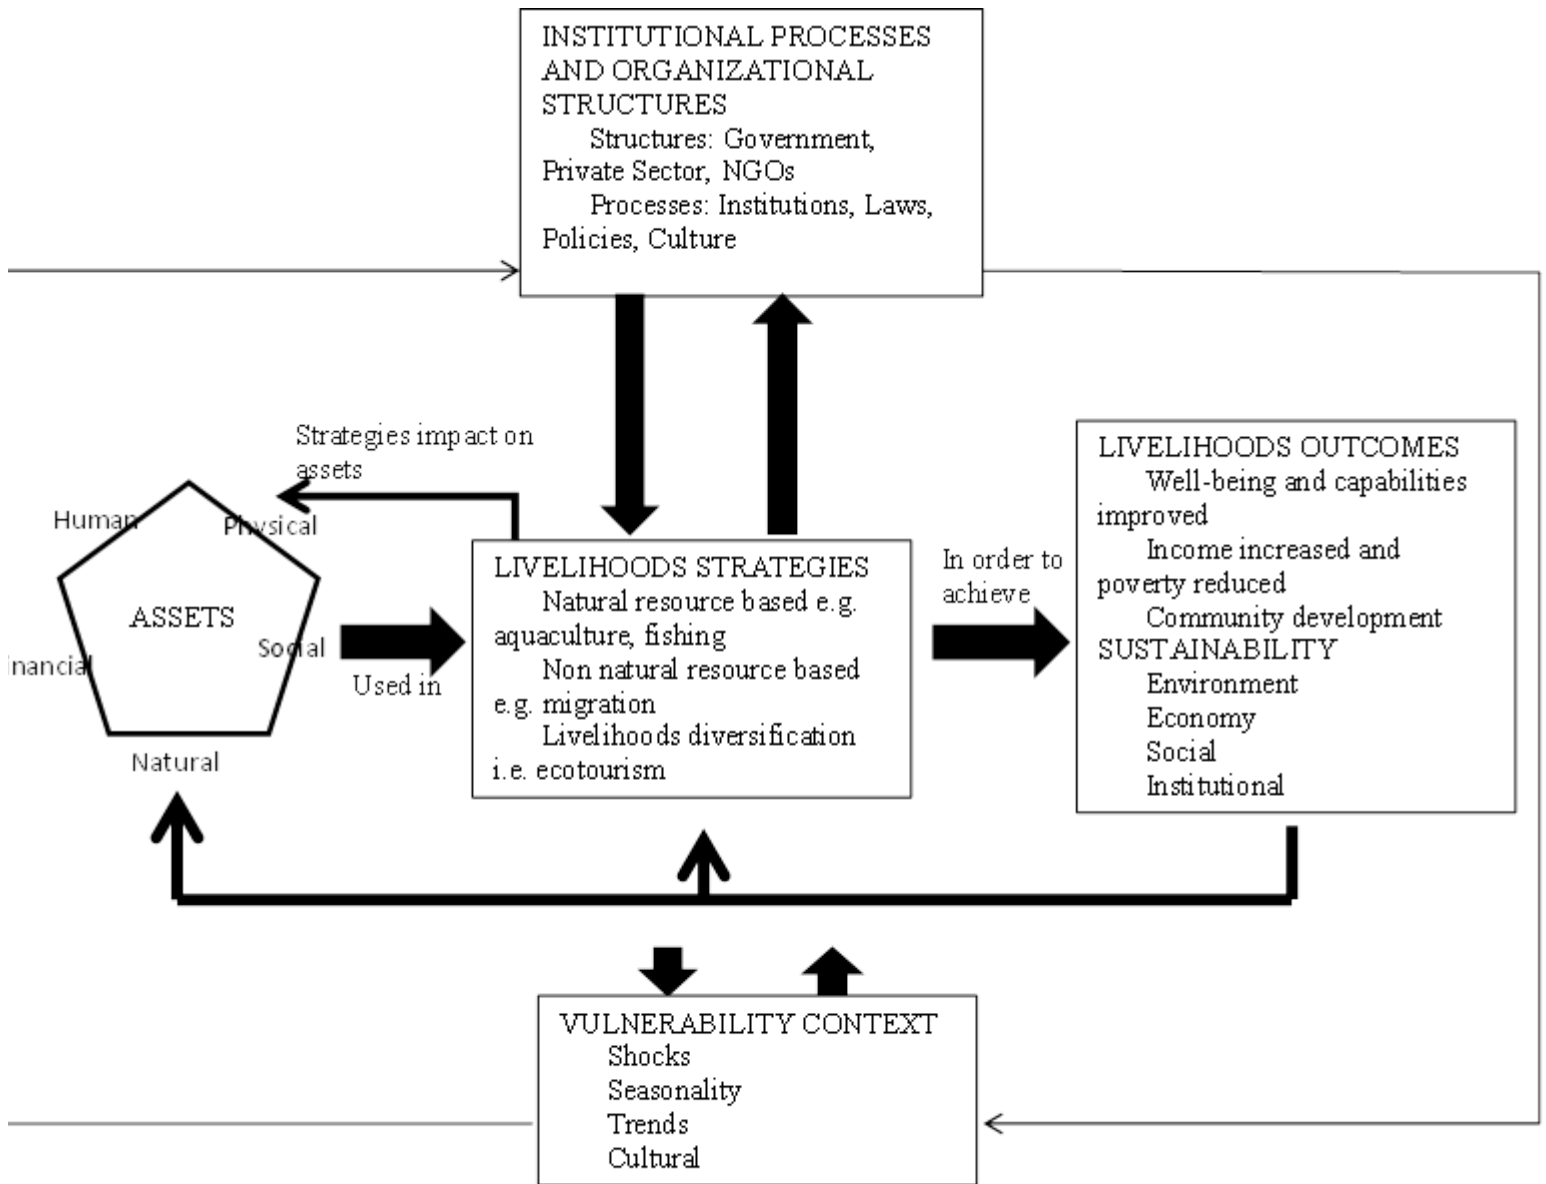 INSTITUTIONAL PROCESSES
AND ORGANIZATIONAL
STRUCTURES
Structures: Government,
Private Sector, NGOs
Processes: Institutions, Laws,
Policies, Culture
Strategies impact on
assets
Human
Physical
ASSETS
Social
inancial
Natural
Used in
LIVELIHOODS STRATEGIES
Natural resource based e.g.
aquaculture, fishing
Non natural resource based
e.g. migration
Livelihoods diversification
i.e. ecotourism
In order to
achieve
LIVELIHOODS OUTCOMES
Well-being and capabilities
improved
Income increased and
poverty reduced
Community development
SUSTAINABILITY
Environment
Economy
Social
Institutional
VULNERABILITY CONTEXT
Shocks
Seasonality
Trends
Cultural